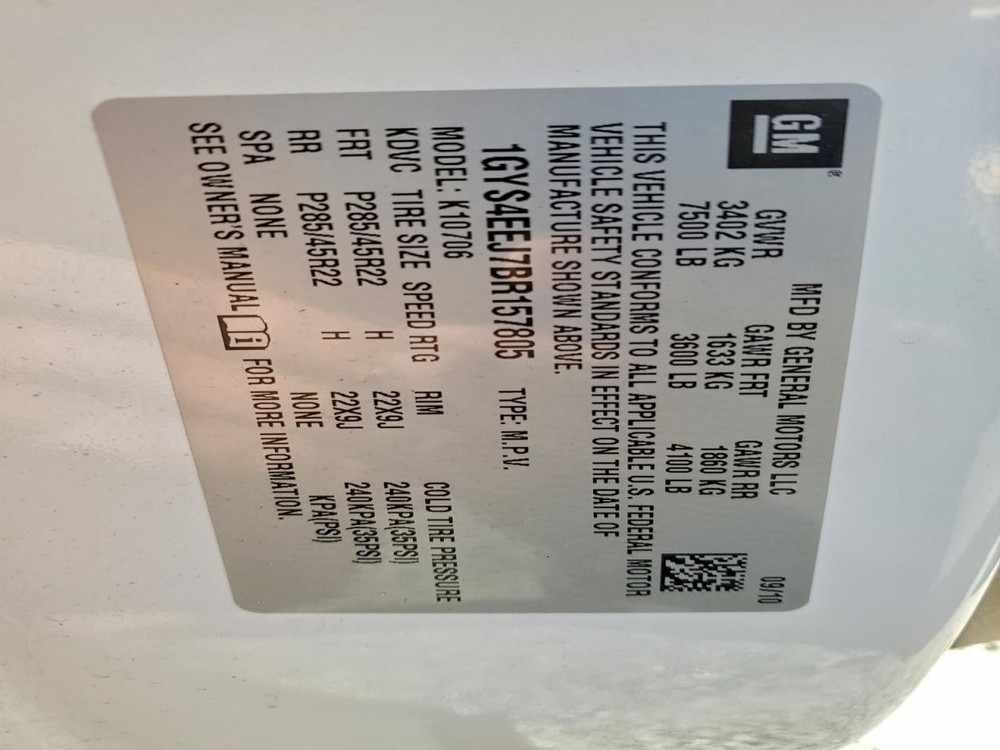 GM®
MFD BY GENERAL MOTORS LLC 09/10
GVWR GAWR FRT GAWR RR
3402 KG 1633 KG 1860 KG
7500 LB 3600 LB 4100 LB
THIS VEHICLE CONFORMS TO ALL APPLICABLE U.S. FEDERAL MOTOR
VEHICLE SAFETY STANDARDS IN EFFECT ON THE DATE OF
MANUFACTURE SHOWN ABOVE.
1GYS4EEJ7BR157805 TYPE: M.P.V.
MODEL: K10706
KDVC TIRE SIZE SPEED RTG RIM COLD TIRE PRESSURE
FRT P285/45R22 H 22X9J 240KPA(35PSI)
RR P285/45R22 H 22X9J 240KPA(35PSI)
SPA NONE NONE KPA(PSI)
SEE OWNER'S MANUAL FOR MORE INFORMATION.